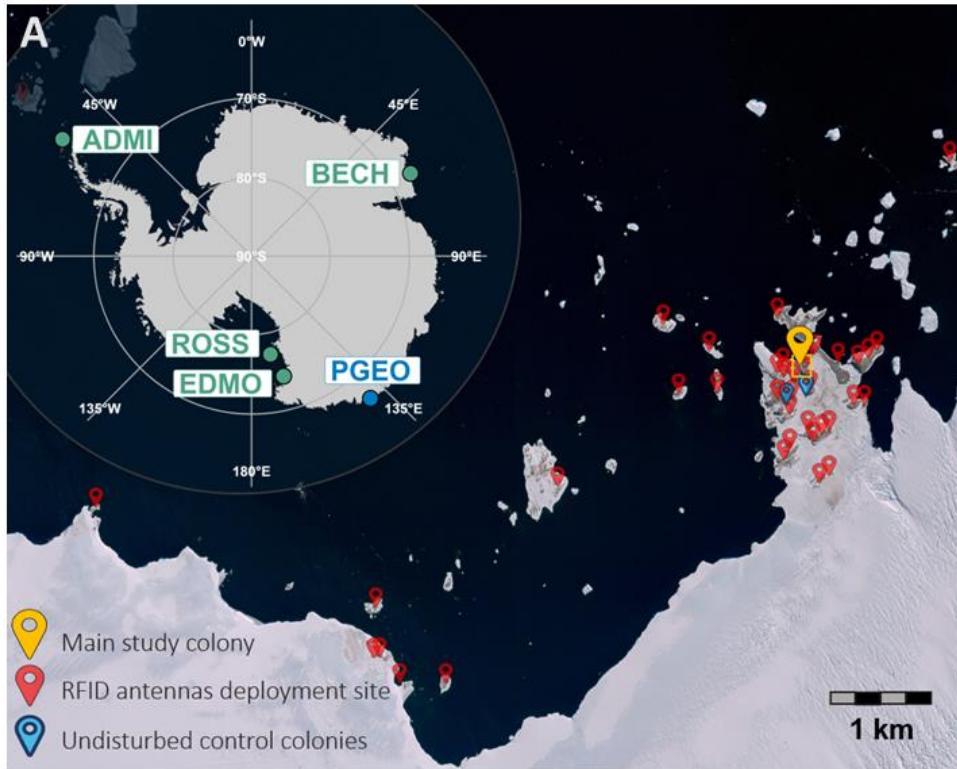 A
0°W
45°W
70°S
45°E
ADMI
BECH
80°S
90°W
90°S
90°E
ROSS
EDMO
PGEO
135°W
135°E
180°E
Main study colony
RFID antennas deployment site
Undisturbed control colonies
1 km